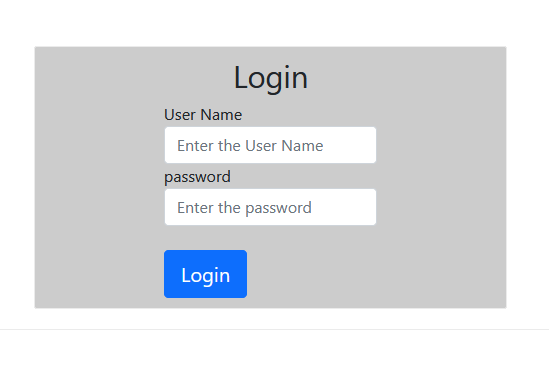 Login
User Name
Enter the User Name
password
Enter the password
Login